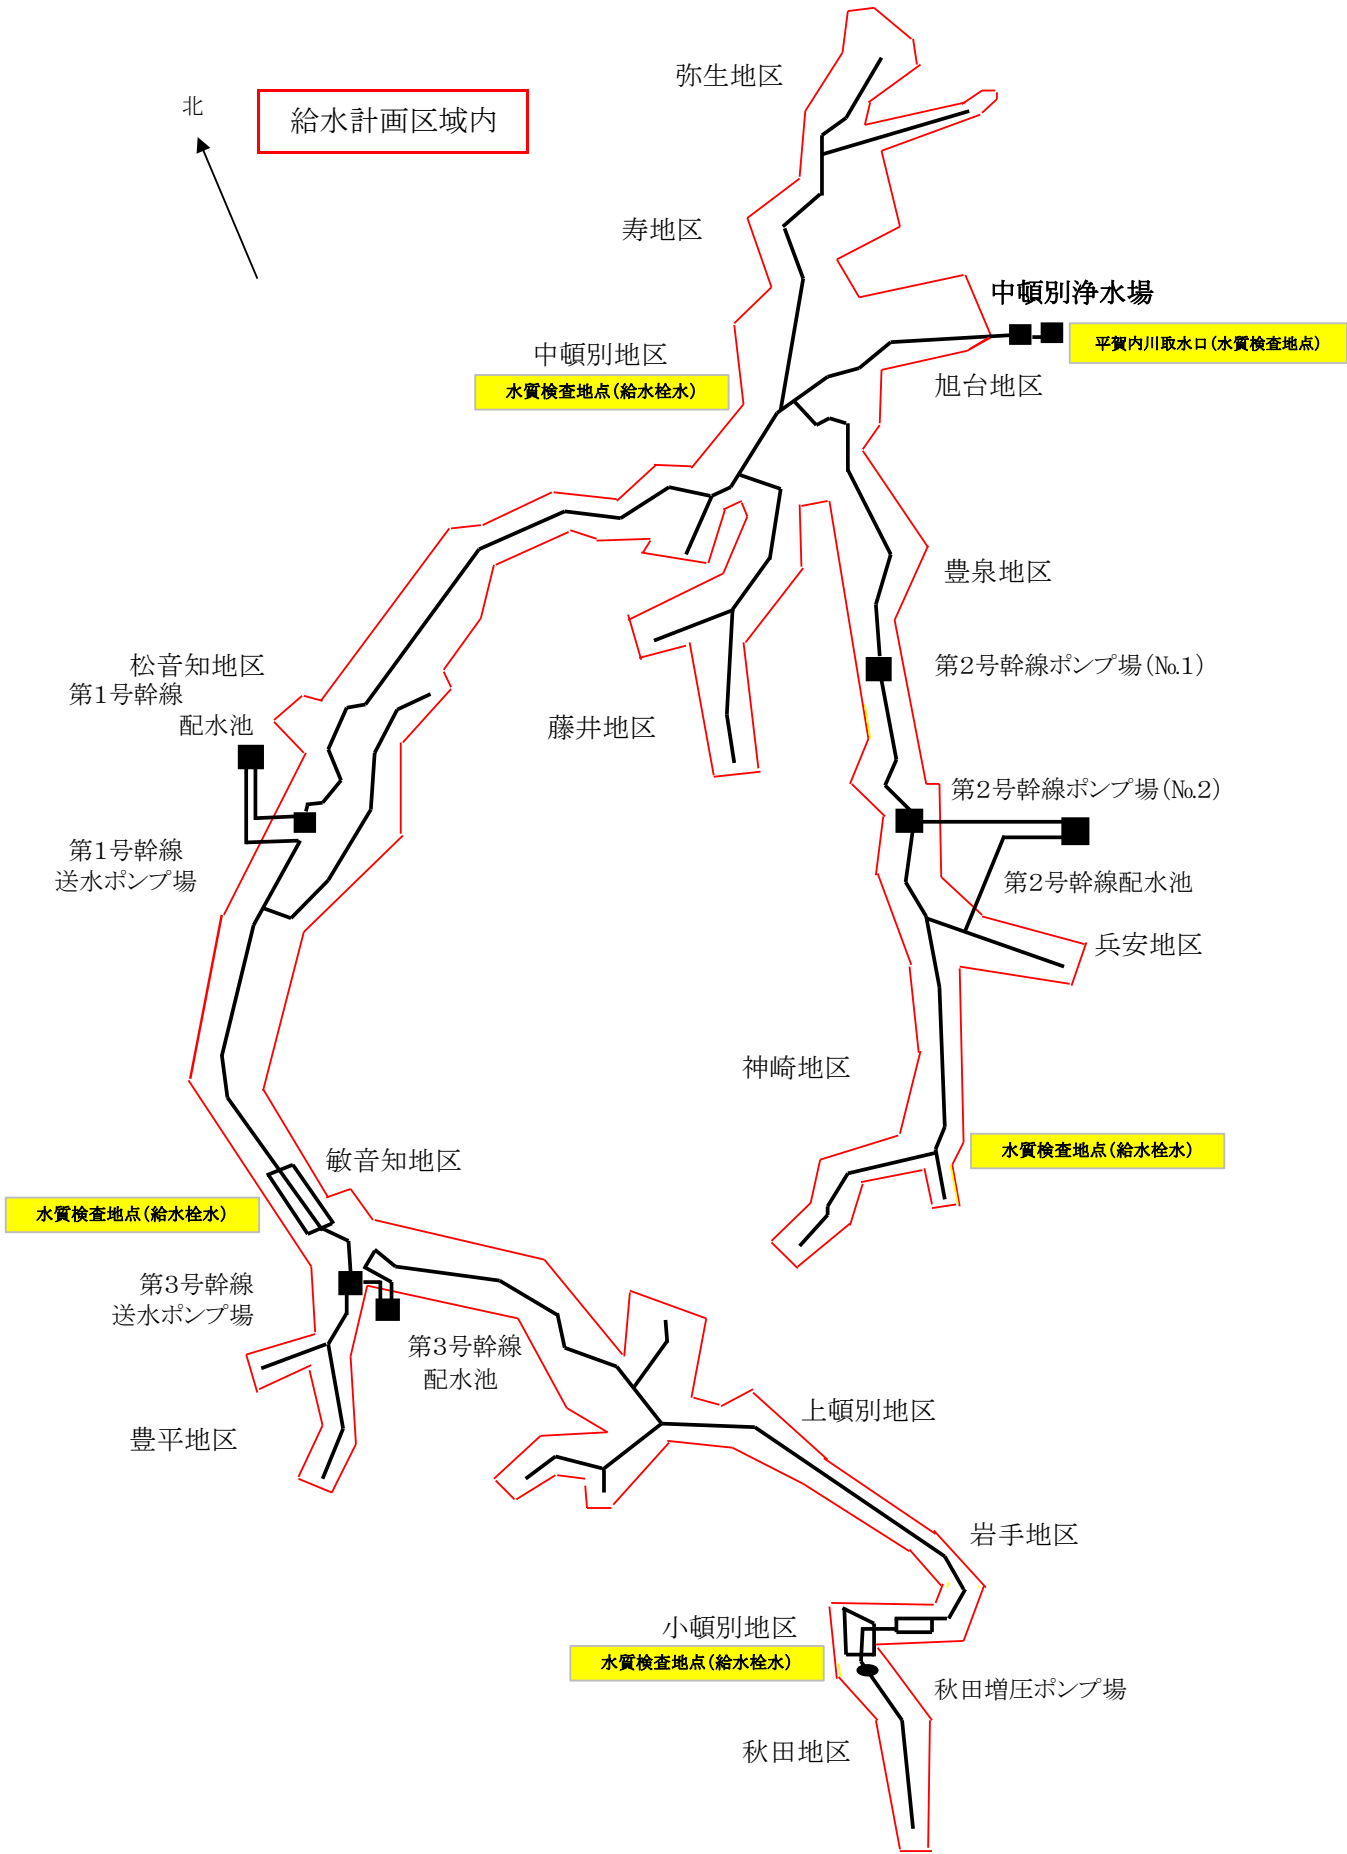 弥生地区
北
給水計画区域内
寿地区
中頓別浄水場
平賀内川取水口(水質検査地点)
中頓別地区
水質検査地点(給水栓水)
旭台地区
豊泉地区
松音知地区
第1号幹線
配水池
第2号幹線ポンプ場(№1)
藤井地区
第2号幹線ポンプ場(№2)
第1号幹線
送水ポンプ場
第2号幹線配水池
兵安地区
神崎地区
水質検査地点(給水栓水)
敏音知地区
水質検査地点(給水栓水)
第3号幹線
送水ポンプ場
第3号幹線
配水池
豊平地区
上頓別地区
岩手地区
小頓別地区
水質検査地点(給水栓水)
秋田増圧ポンプ場
秋田地区